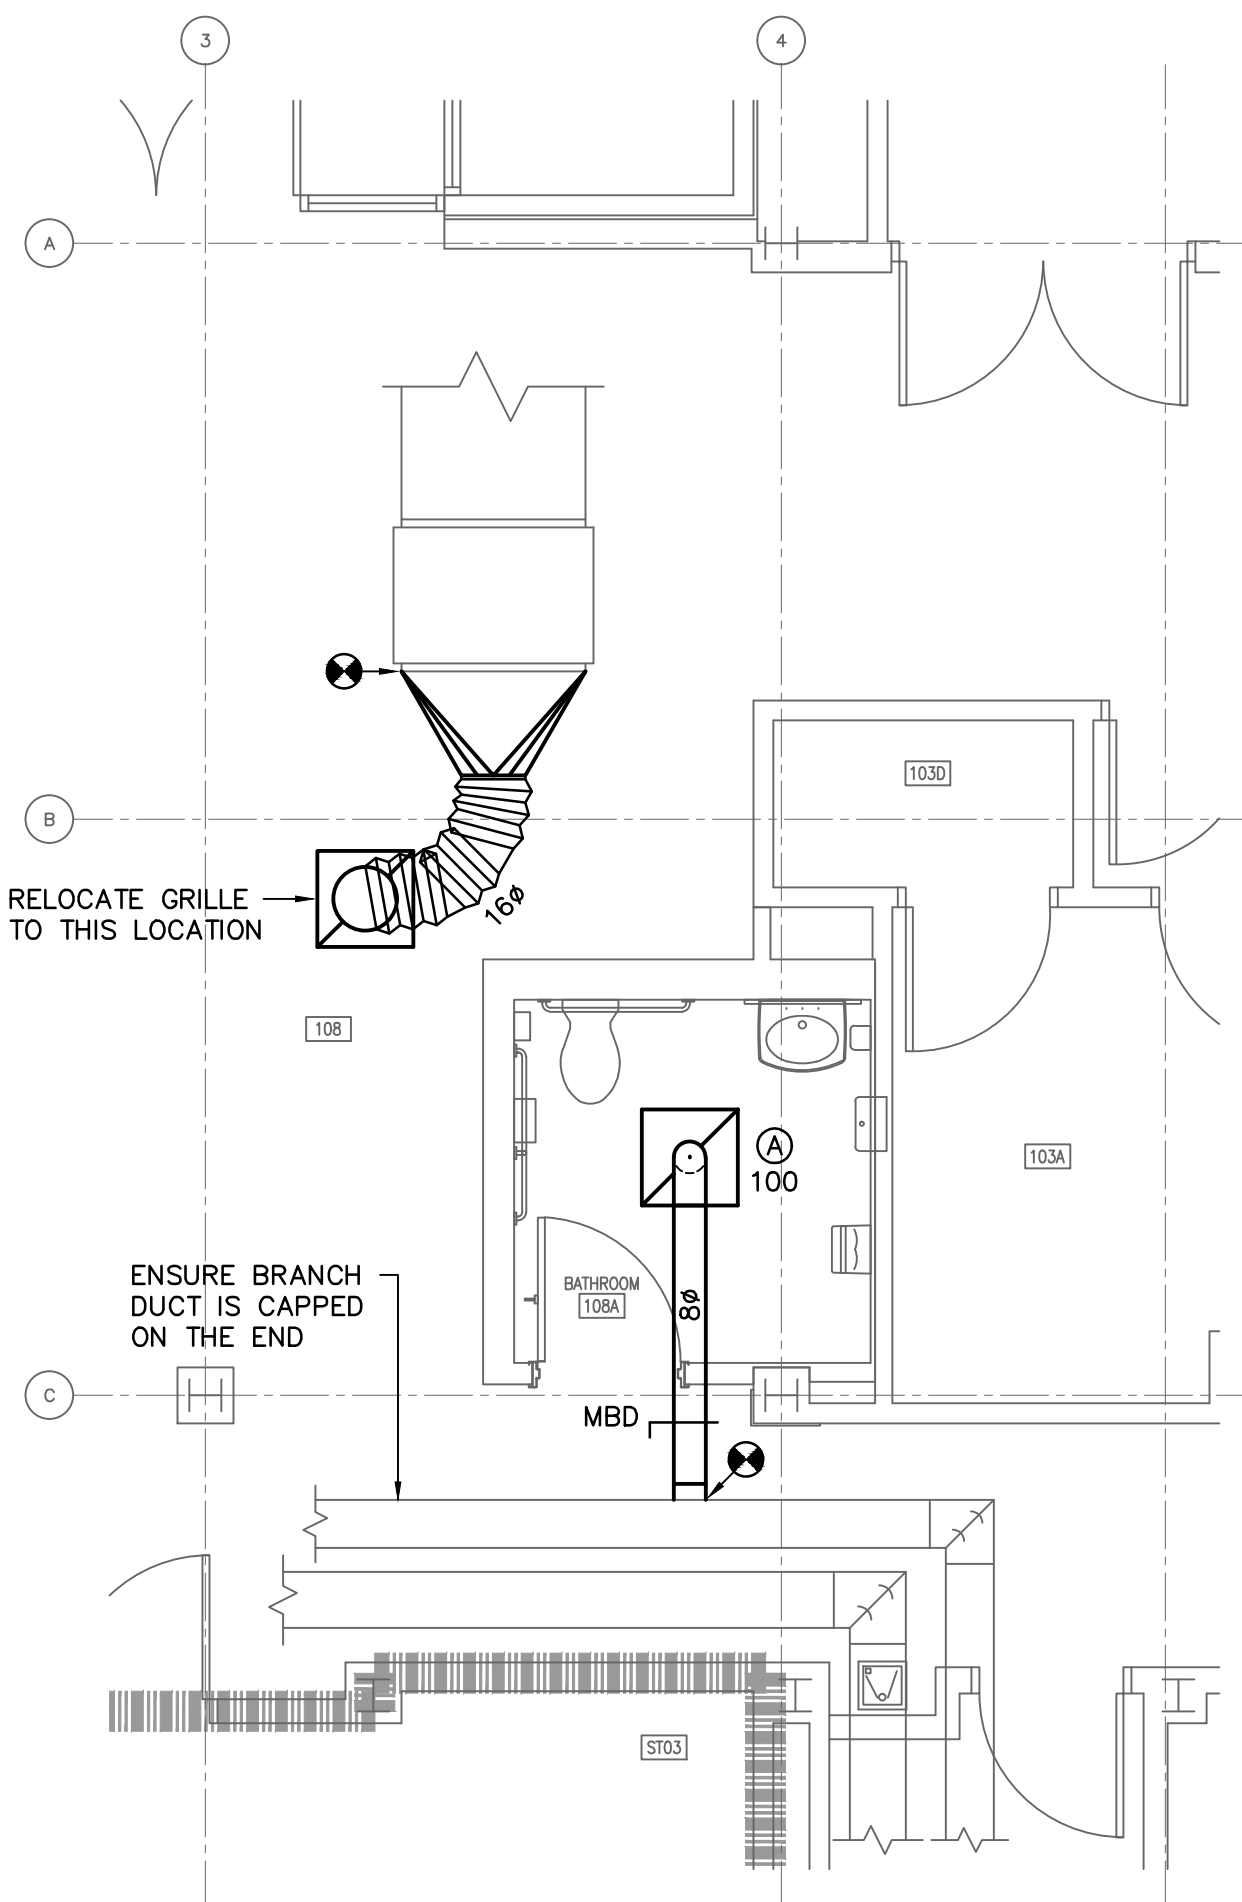 3
4
A
B
103D
RELOCATE GRILLE
TO THIS LOCATION
16ø
108
A
100
103A
ENSURE BRANCH
DUCT IS CAPPED
ON THE END
BATHROOM
108A
8ø
C
MBD
ST03